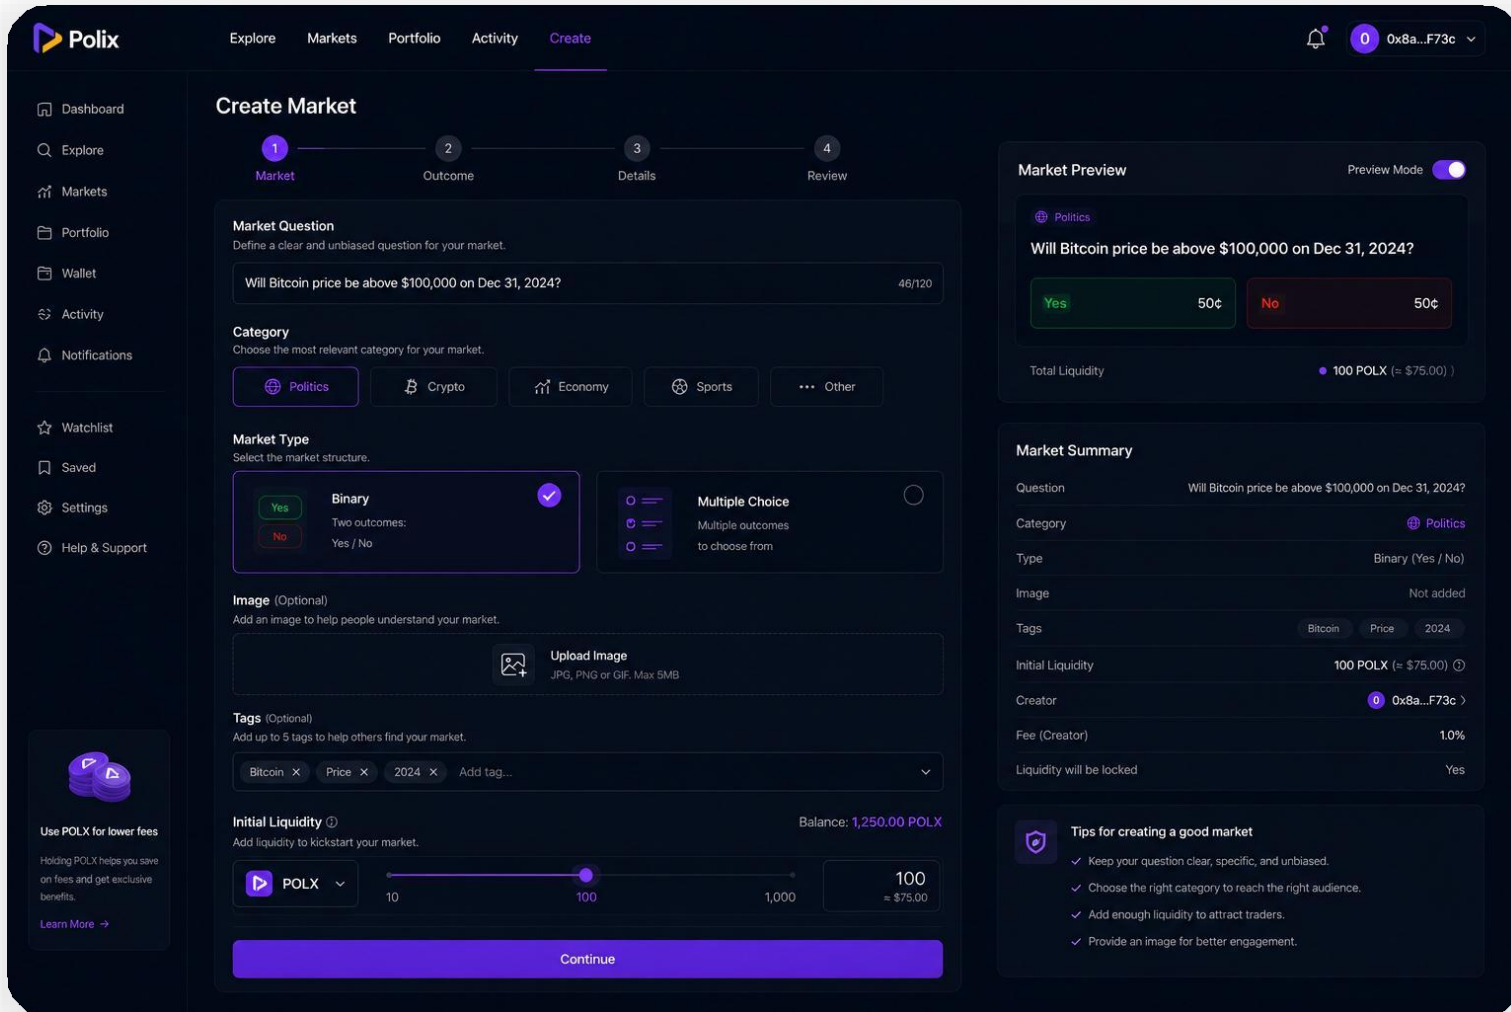 Polix
Explore
Markets
Portfolio
Activity
Create
0
0x8a...F73c
Dashboard
Explore
Markets
Portfolio
Wallet
Activity
Notifications
Watchlist
Saved
Settings
Help & Support
Use POLX for lower fees
Holding POLX helps you save
on fees and get exclusive
benefits.
Learn More →
Create Market
1
2
3
4
Market
Outcome
Details
Review
Market Question
Define a clear and unbiased question for your market.
Will Bitcoin price be above $100,000 on Dec 31, 2024?
46/120
Category
Choose the most relevant category for your market.
Politics
Crypto
Economy
Sports
Other
Market Type
Select the market structure.
Yes
No
Binary
Two outcomes:
Yes / No
Multiple Choice
Multiple outcomes
to choose from
Image (Optional)
Add an image to help people understand your market.
Upload Image
JPG, PNG or GIF. Max 5MB
Tags (Optional)
Add up to 5 tags to help others find your market.
Bitcoin ×
Price ×
2024 ×
Add tag...
Initial Liquidity
Balance: 1,250.00 POLX
Add liquidity to kickstart your market.
POLX
10
100
1,000
100
≈ $75.00
Continue
Market Preview
Preview Mode
Politics
Will Bitcoin price be above $100,000 on Dec 31, 2024?
Yes 50¢
No 50¢
Total Liquidity
100 POLX (≈ $75.00) )
Market Summary
Question Will Bitcoin price be above $100,000 on Dec 31, 2024?
Category Politics
Type Binary (Yes / No)
Image Not added
Tags Bitcoin Price 2024
Initial Liquidity 100 POLX (≈ $75.00)
Creator 0 0x8a...F73c
Fee (Creator) 1.0%
Liquidity will be locked Yes
Tips for creating a good market
Keep your question clear, specific, and unbiased.
Choose the right category to reach the right audience.
Add enough liquidity to attract traders.
Provide an image for better engagement.